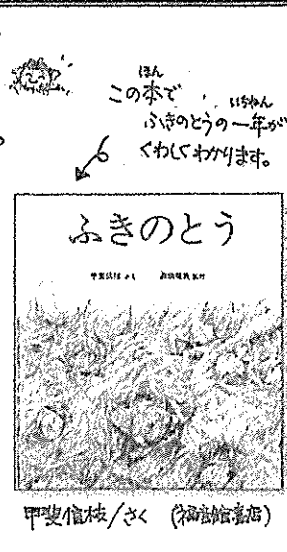 この本で
ほん
ふきのとうの一年が
いちねん
くわしくわかります。
ふきのとう
甲斐信枝/さく (福音館書店)